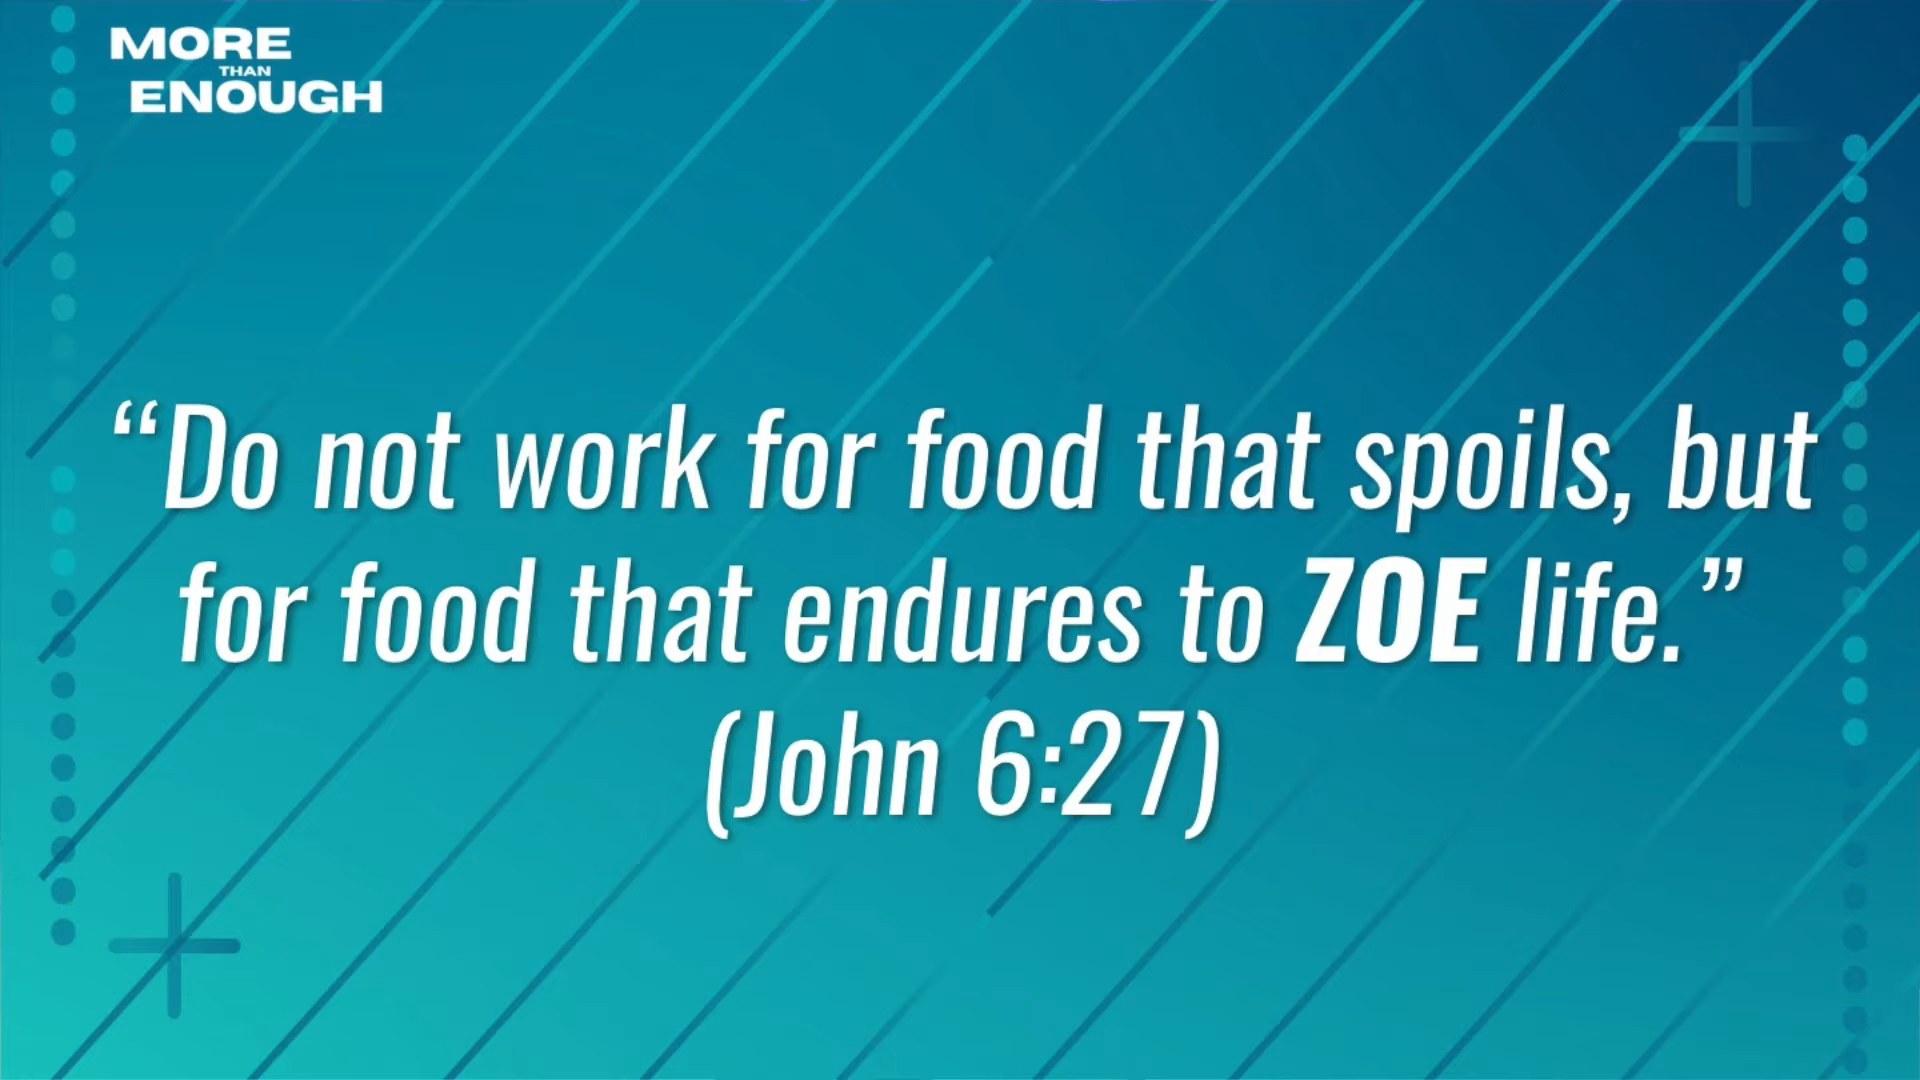 MORE
THAN
ENOUGH
“Do not work for food that spoils, but
for food that endures to ZOE life.”
(John 6:27)